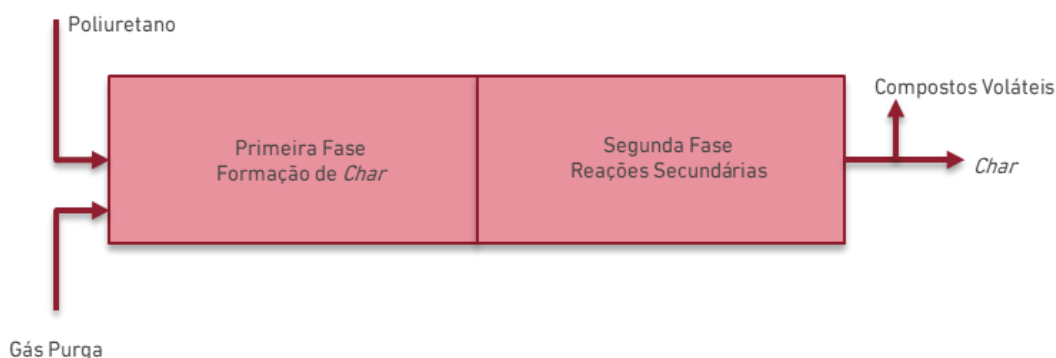 Poliuretano
Compostos Voláteis
Primeira Fase
Formação de Char
Segunda Fase
Reações Secundárias
Char
Gás Purga